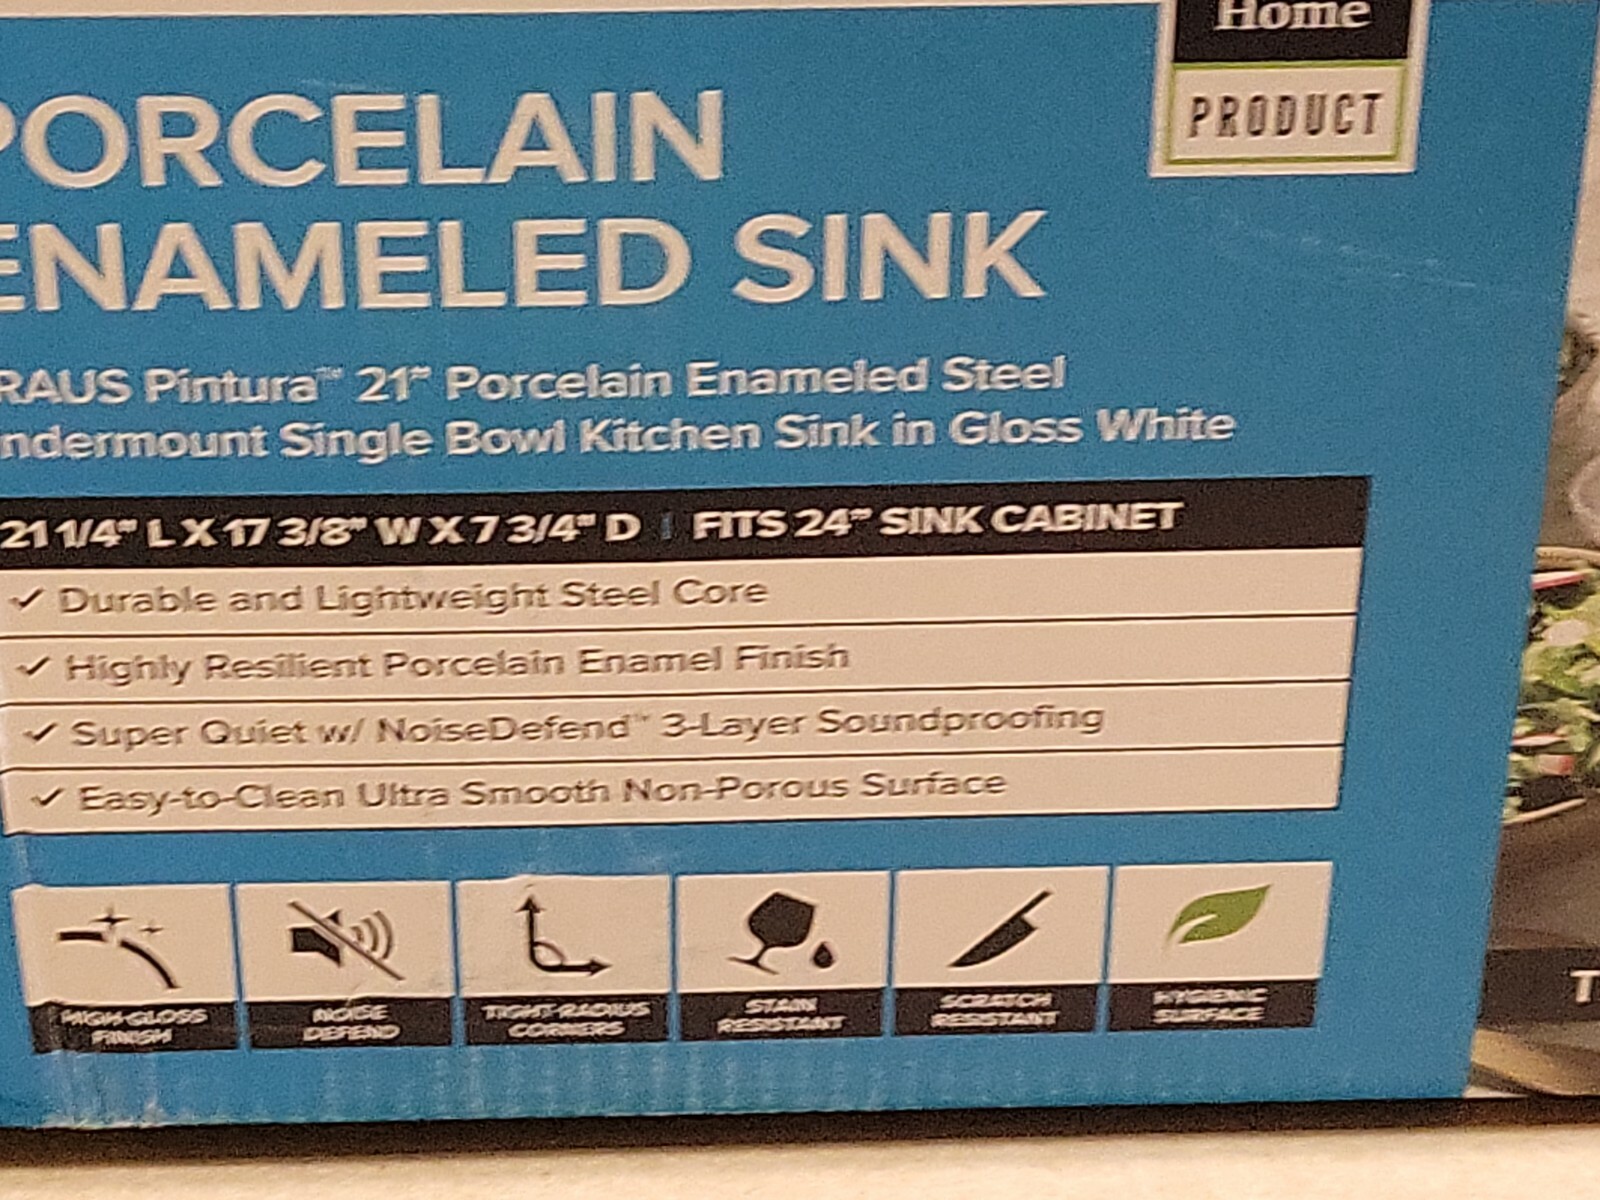 Home
PRODUCT
PORCELAIN
ENAMELED SINK
RAUS Pintura™ 21" Porcelain Enameled Steel
ndermount Single Bowl Kitchen Sink in Gloss White
21 1/4" L X 17 3/8" W X 7 3/4" D | FITS 24" SINK CABINET
✓ Durable and Lightweight Steel Core
✓ Highly Resilient Porcelain Enamel Finish
✓ Super Quiet w/ NoiseDefend™ 3-Layer Soundproofing
✓ Easy-to-Clean Ultra Smooth Non-Porous Surface
HIGH-GLOSS
FINISH
NOISE
DEFEND
TIGHT-RADIUS
CORNERS
STAIN
RESISTANT
SCRATCH
RESISTANT
HYGIENIC
SURFACE
T